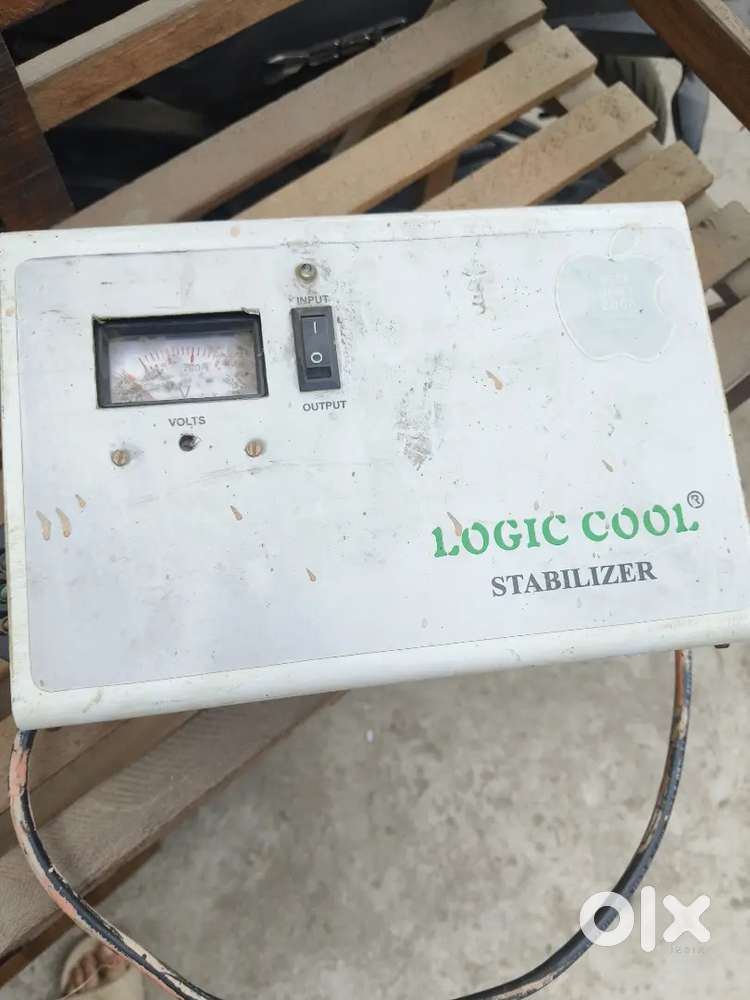 INPUT
I
O
OUTPUT
VOLTS
LOGIC COOL ®
STABILIZER
olx